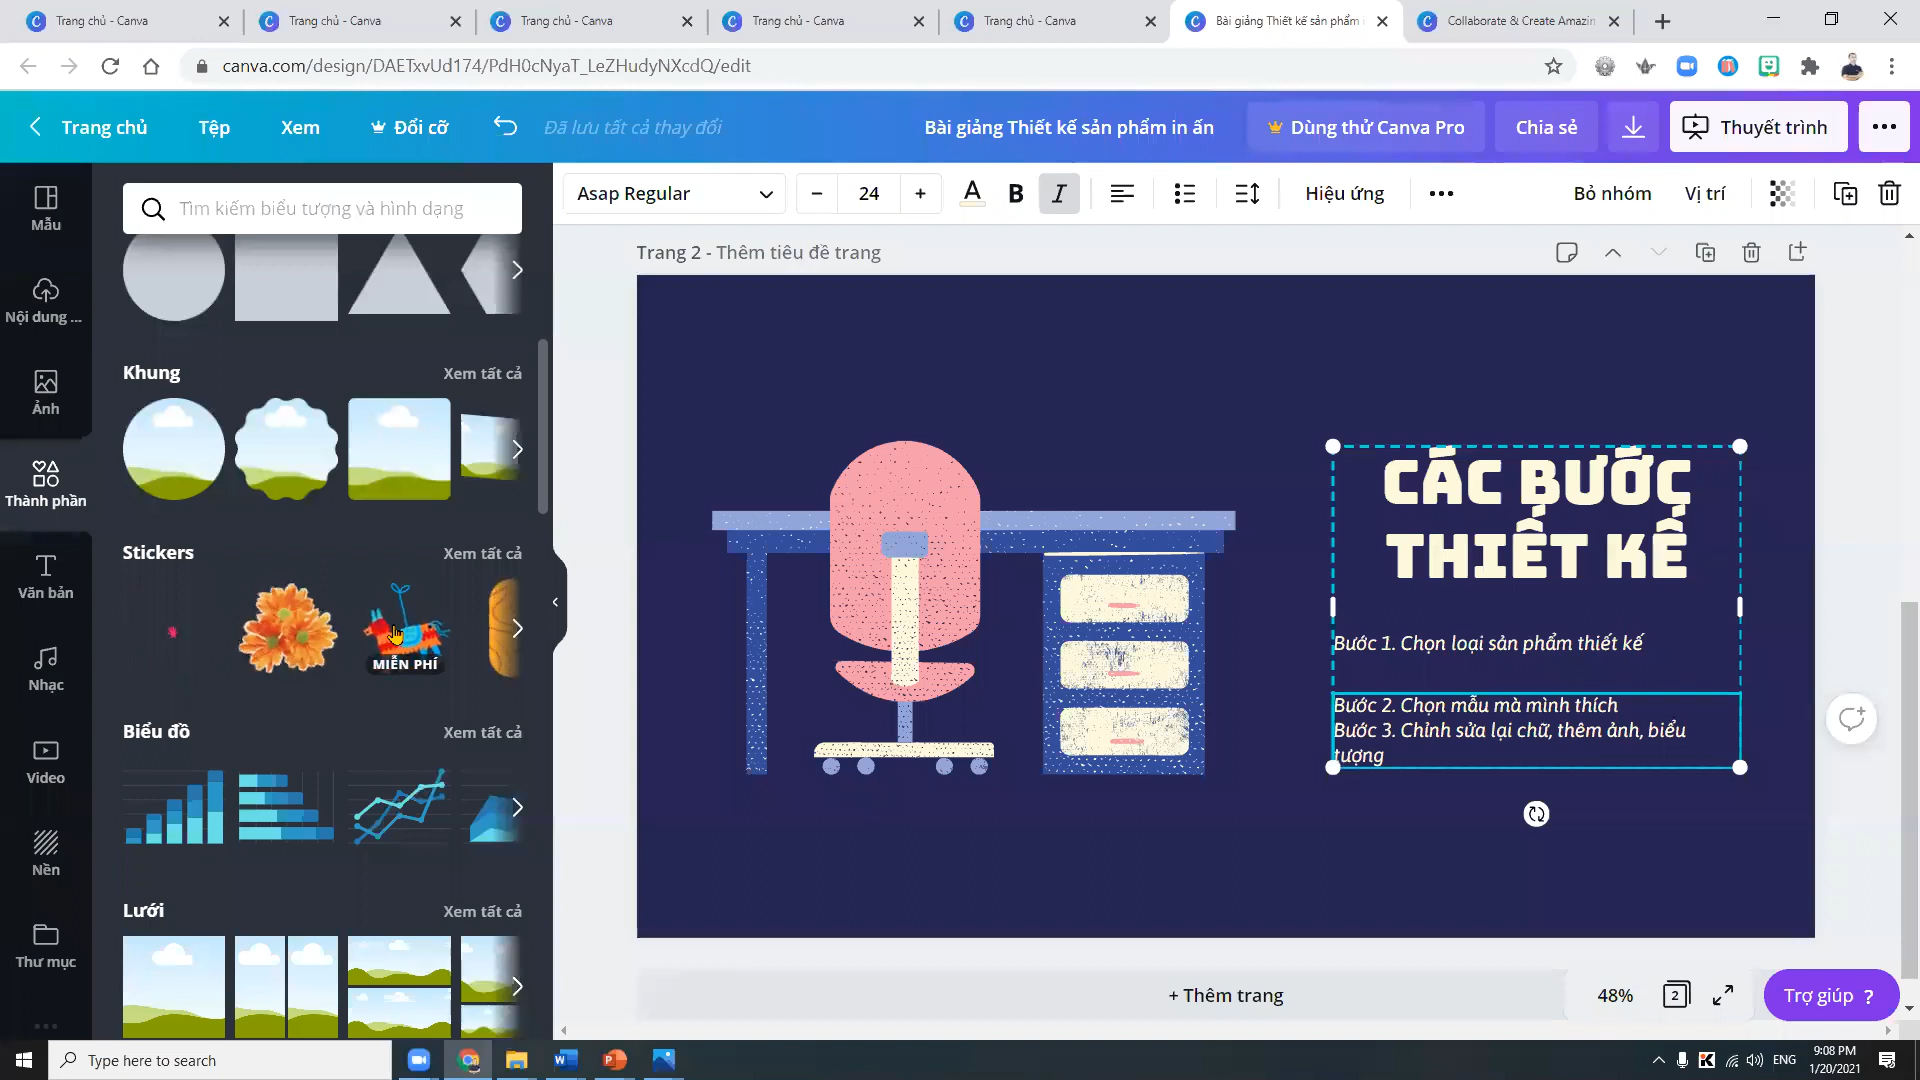 Trang chủ - Canva
Trang chủ - Canva
Trang chủ - Canva
Trang chủ - Canva
Trang chủ - Canva
Bài giảng Thiết kế sản phẩm i
Collaborate & Create Amazin
canva.com/design/DAETxvUd174/PdH0cNyaT_LeZHudyNXcdQ/edit
Trang chủ
Tệp
Xem
Đổi cỡ
Đã lưu tất cả thay đổi
Bài giảng Thiết kế sản phẩm in ấn
Dùng thử Canva Pro
Chia sẻ
Thuyết trình
Asap Regular
24
A
B
I
Hiệu ứng
Bỏ nhóm
Vị trí
Mẫu
Nội dung ...
Ảnh
Thành phần
Văn bản
Nhạc
Video
Nền
Thư mục
Tìm kiếm biểu tượng và hình dạng
Khung
Xem tất cả
Stickers
Xem tất cả
MIỄN PHÍ
Biểu đồ
Xem tất cả
Lưới
Xem tất cả
Trang 2 - Thêm tiêu đề trang
CÁC BƯỚC
THIẾT KẾ
Bước 1. Chọn loại sản phẩm thiết kế
Bước 2. Chọn mẫu mà mình thích
Bước 3. Chỉnh sửa lại chữ, thêm ảnh, biểu
tượng
+ Thêm trang
48%
2
Trợ giúp ?
Type here to search
ENG
9:08 PM
1/20/2021